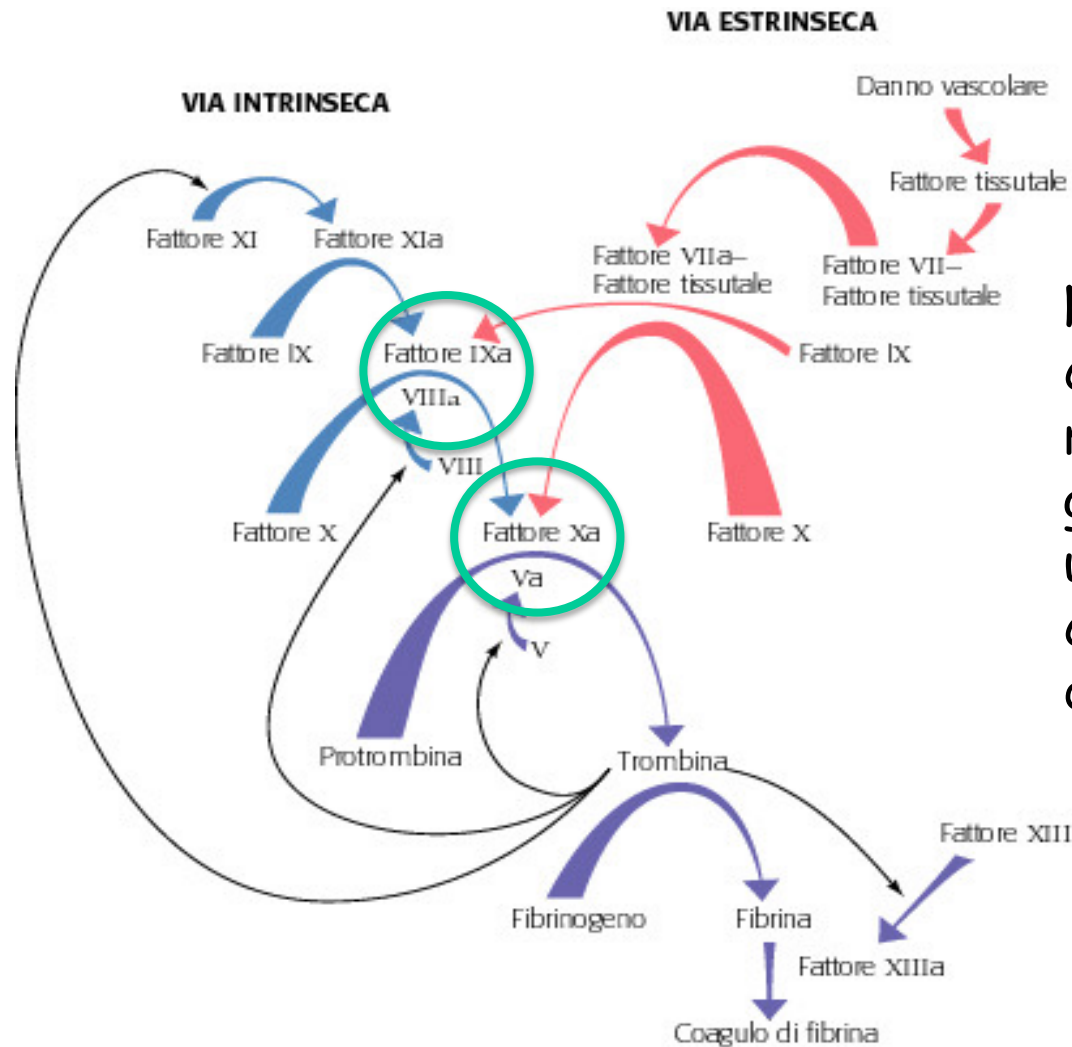 VIA ESTRINSECA
VIA INTRINSECA
Danno vascolare
Fattore tissutale
Fattore XI
Fattore XIa
Fattore VIIa–
Fattore tissutale
Fattore VII–
Fattore tissutale
Fattore IX
Fattore IXa
Fattore IX
VIIIa
VIII
Fattore X
Fattore Xa
Fattore X
Va
V
Protrombina
Trombina
Fattore XIII
Fibrinogeno
Fibrina
Fattore XIIIa
Coagulo di fibrina